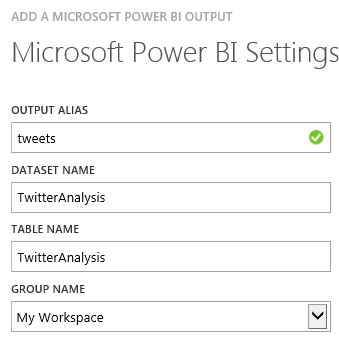 ADD A MICROSOFT POWER BI OUTPUT
Microsoft Power BI Settings
OUTPUT ALIAS
tweets
DATASET NAME
TwitterAnalysis
TABLE NAME
TwitterAnalysis
GROUP NAME
My Workspace